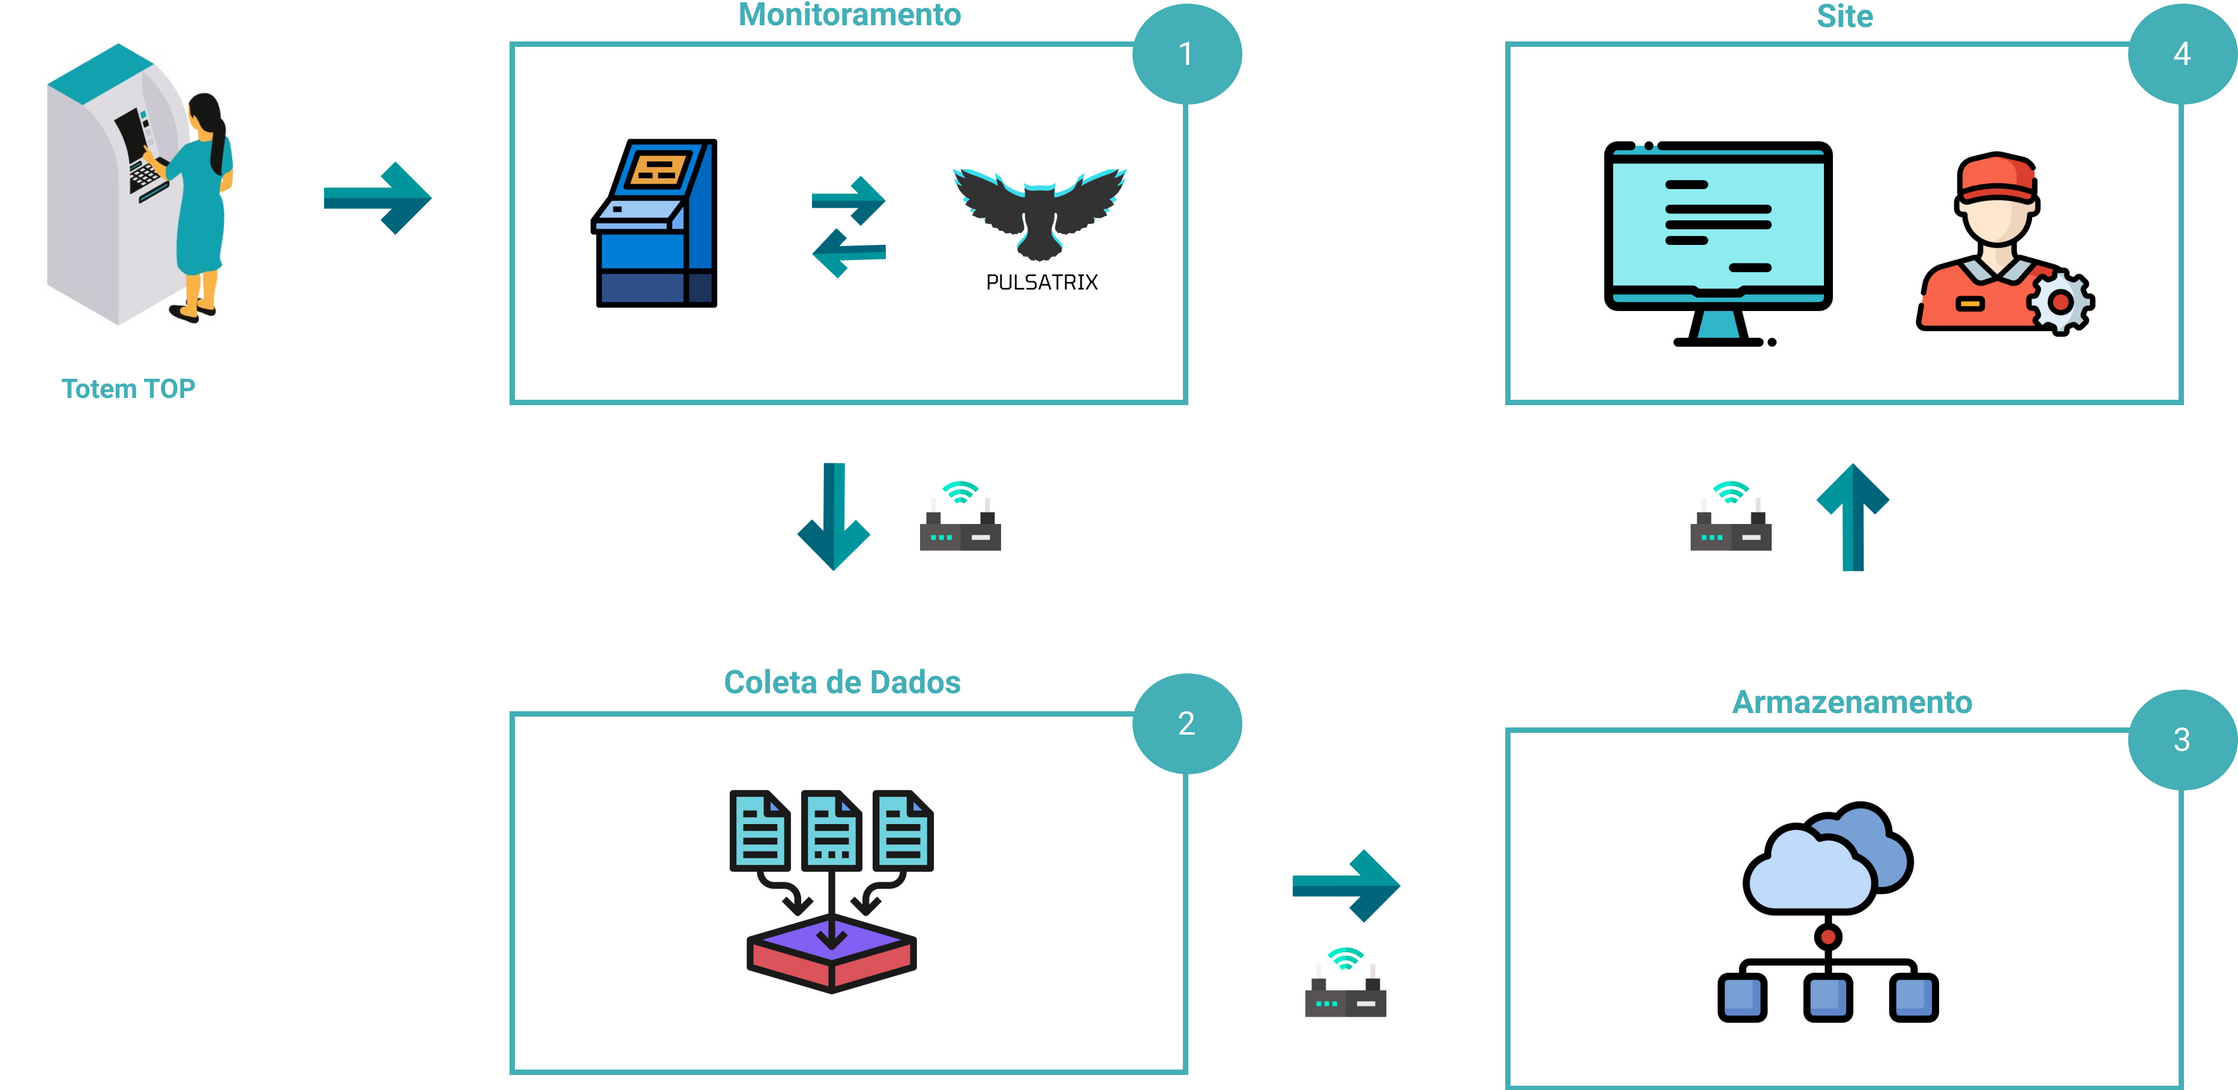 Monitoramento
1
Site
4
PULSATRIX
Totem TOP
Coleta de Dados
2
Armazenamento
3